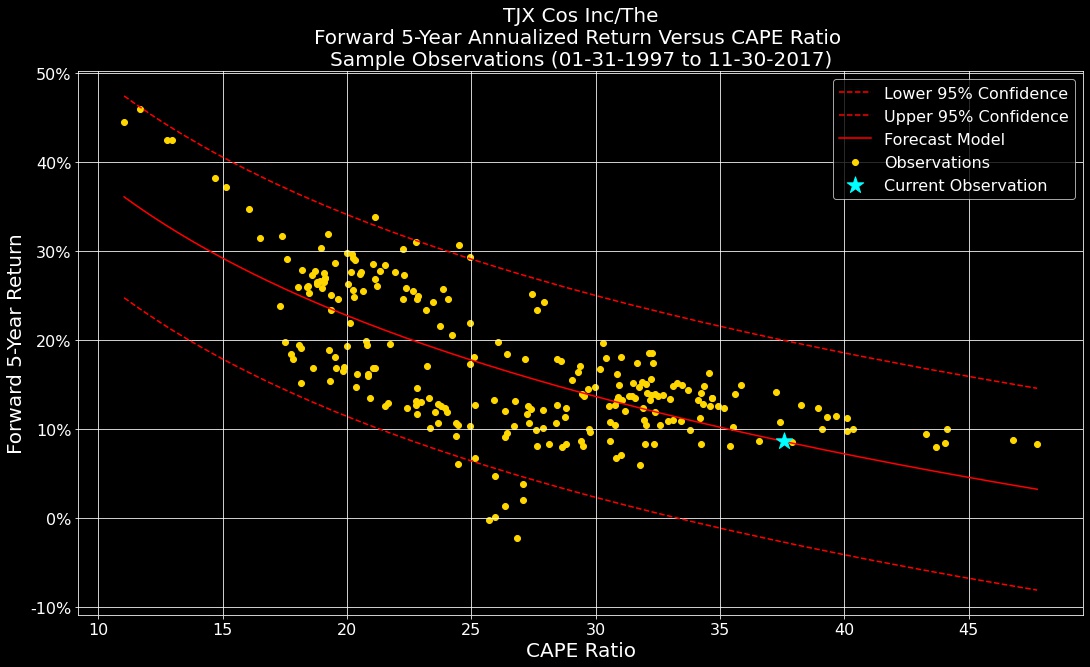 TJX Cos Inc/The
Forward 5-Year Annualized Return Versus CAPE Ratio
Sample Observations (01-31-1997 to 11-30-2017)
50%
40%
30%
20%
10%
0%
-10%
Forward 5-Year Return
Lower 95% Confidence
Upper 95% Confidence
Forecast Model
Observations
Current Observation
10 15 20 25 30 35 40 45
CAPE Ratio